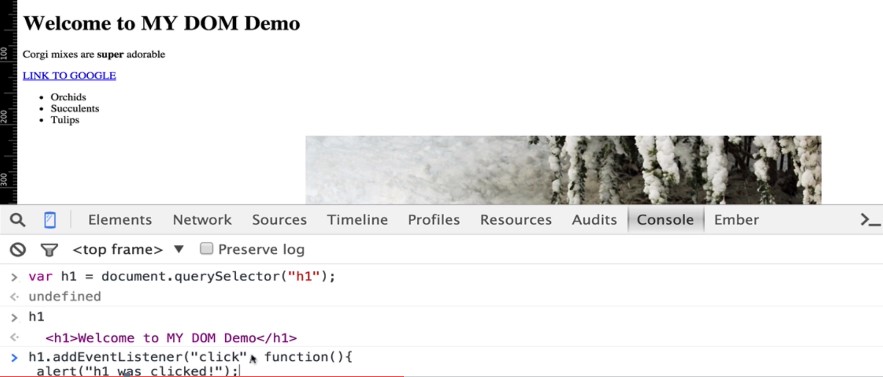 Welcome to MY DOM Demo
Corgi mixes are super adorable
LINK TO GOOGLE
• Orchids
• Succulents
• Tulips
100
200
300
Elements Network Sources Timeline Profiles Resources Audits Console Ember
<top frame> ▼ Preserve log
> var h1 = document.querySelector("h1");
undefined
> h1
<h1>Welcome to MY DOM Demo</h1>
> h1.addEventListener("click", function(){
alert("h1 was clicked!");